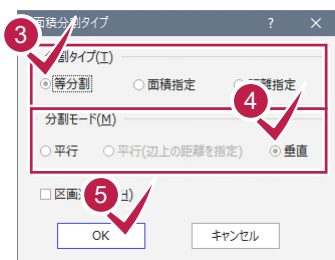 面積分割タイプ ? ×
3
分割タイプ(T)
等分割 面積指定 距離指定
4
分割モード(M)
平行 平行(辺上の距離を指定) 垂直
区画 5 H)
OK キャンセル